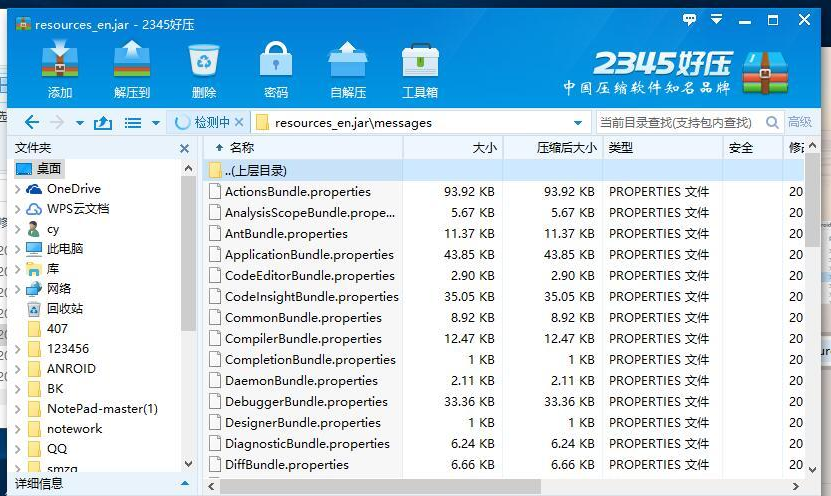 resources_en.jar - 2345好压
添加
解压到
删除
密码
自解压
工具箱
2345好压
中国压缩软件知名品牌
检测中
resources_en.jar\messages
当前目录查找(支持包内查找)
高级
文件夹
桌面
OneDrive
WPS云文档
cy
此电脑
库
网络
回收站
407
123456
ANROID
BK
NotePad-master(1)
notework
QQ
smzq
详细信息
名称 大小 压缩后大小 类型 安全 修改
..(上层目录)
ActionsBundle.properties 93.92 KB 93.92 KB PROPERTIES 文件 20
AnalysisScopeBundle.prope... 5.67 KB 5.67 KB PROPERTIES 文件 20
AntBundle.properties 11.37 KB 11.37 KB PROPERTIES 文件 20
ApplicationBundle.properties 43.85 KB 43.85 KB PROPERTIES 文件 20
CodeEditorBundle.properties 2.90 KB 2.90 KB PROPERTIES 文件 20
CodeInsightBundle.properties 35.05 KB 35.05 KB PROPERTIES 文件 20
CommonBundle.properties 8.92 KB 8.92 KB PROPERTIES 文件 20
CompilerBundle.properties 12.47 KB 12.47 KB PROPERTIES 文件 20
CompletionBundle.properties 1 KB 1 KB PROPERTIES 文件 20
DaemonBundle.properties 2.11 KB 2.11 KB PROPERTIES 文件 20
DebuggerBundle.properties 33.36 KB 33.36 KB PROPERTIES 文件 20
DesignerBundle.properties 1 KB 1 KB PROPERTIES 文件 20
DiagnosticBundle.properties 6.24 KB 6.24 KB PROPERTIES 文件 20
DiffBundle.properties 6.66 KB 6.66 KB PROPERTIES 文件 20